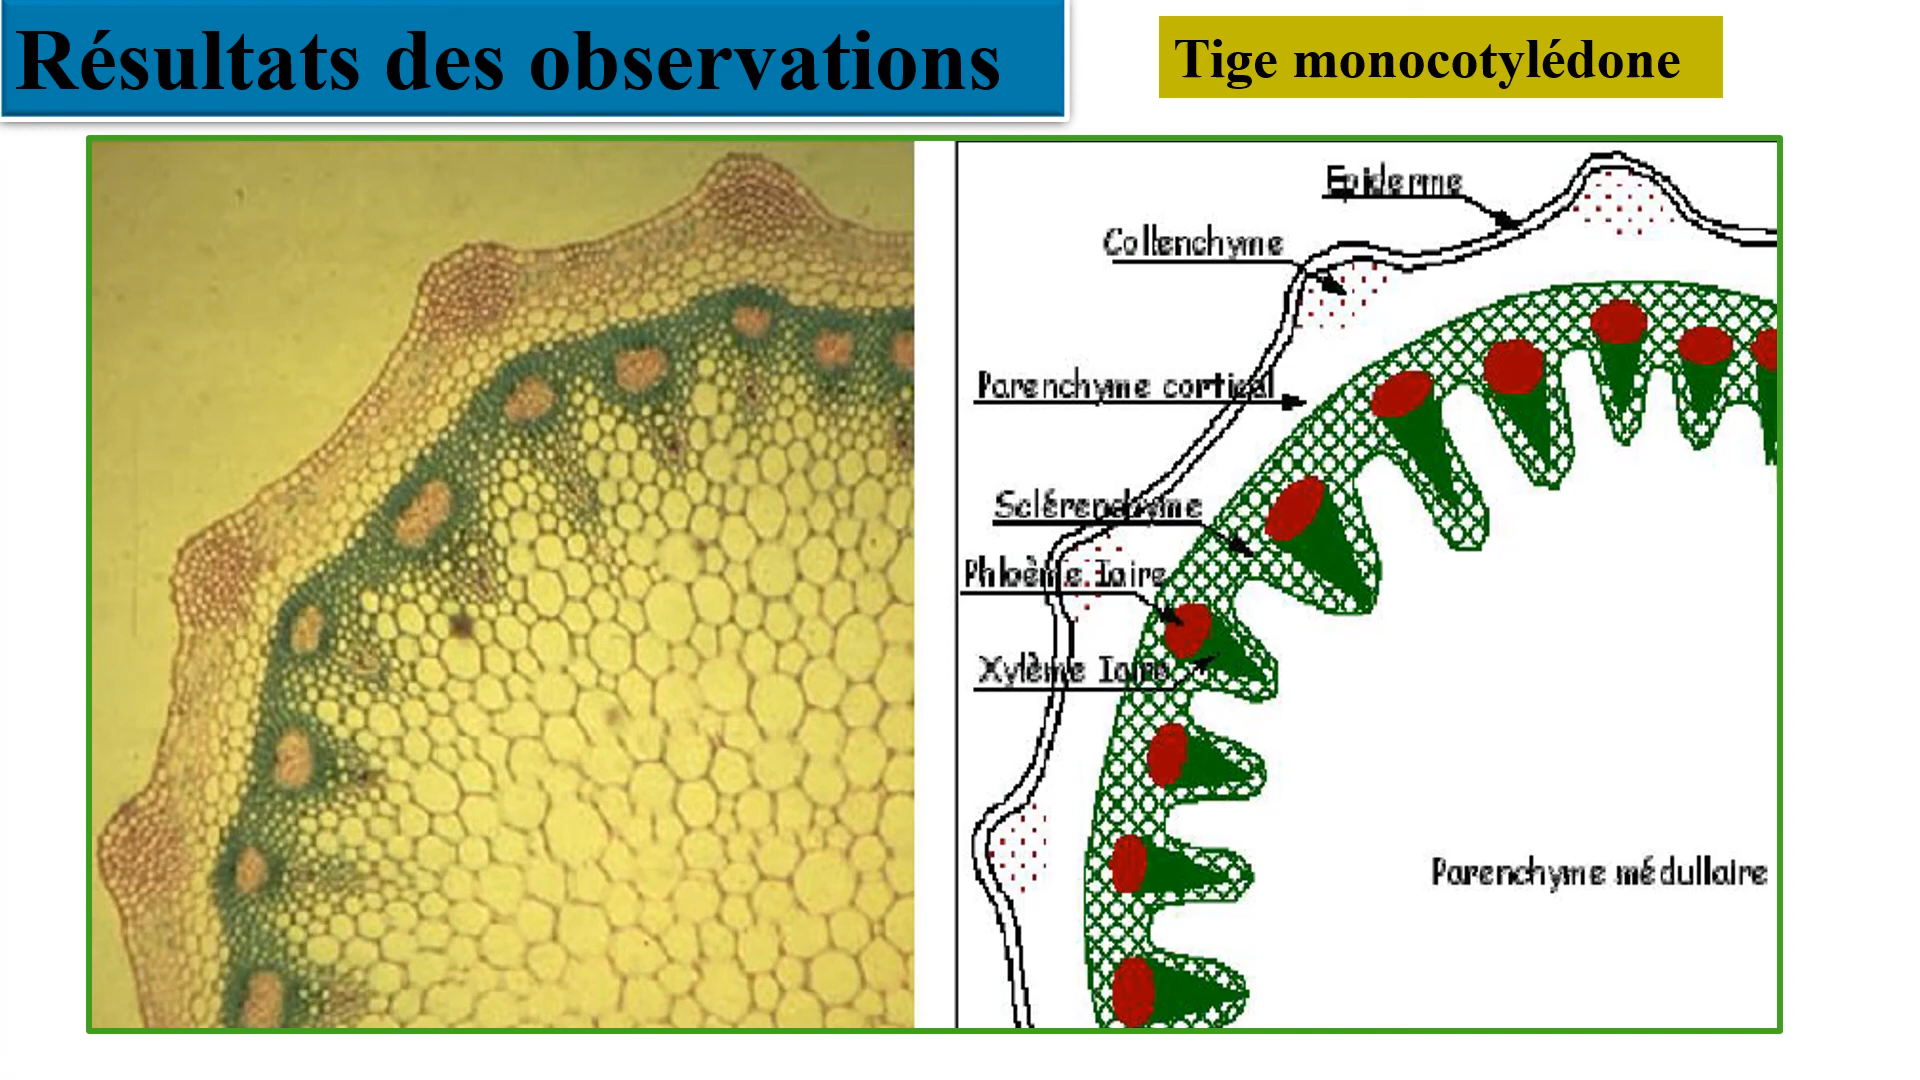 Résultats des observations
Tige monocotylédone
Epiderme
Collenchyme
Parenchyme cortical
Sclérenchyme
Phloème Iaire
Xylème Iaire
Parenchyme médullaire